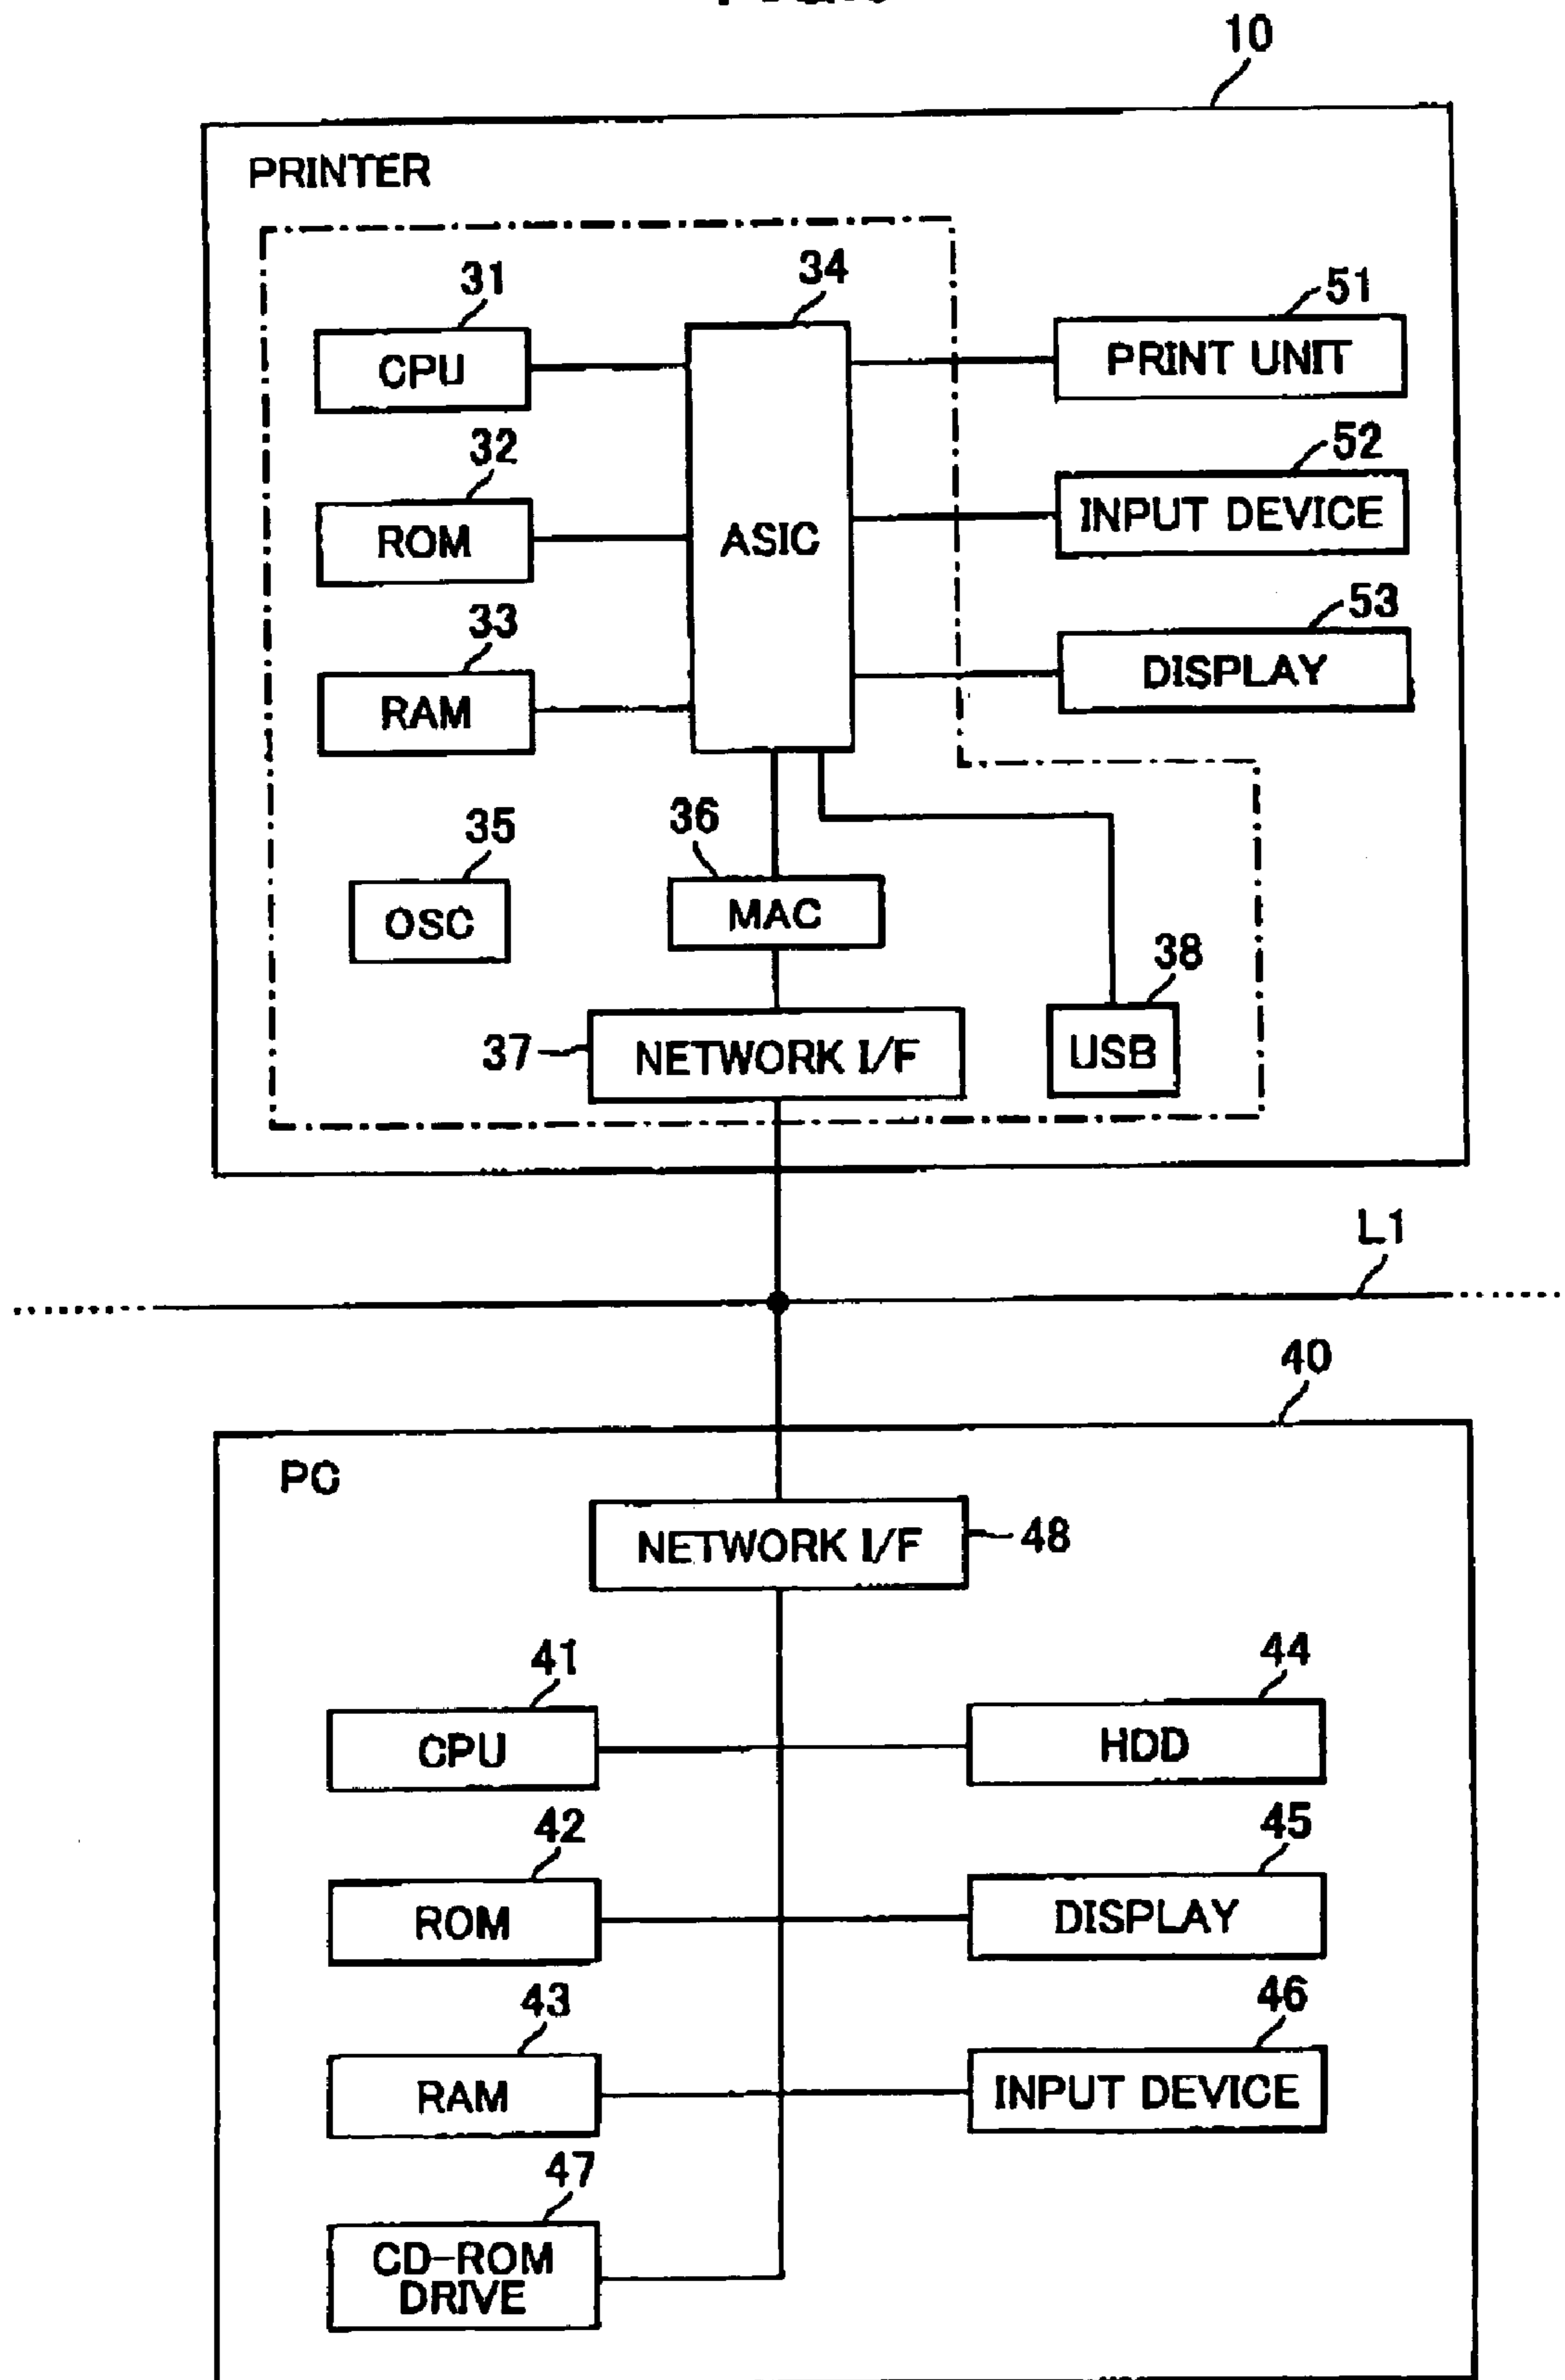 10
PRINTER
31
34
51
CPU
PRINT UNIT
32
52
ROM
ASIC
INPUT DEVICE
33
53
RAM
DISPLAY
35
36
OSC
MAC
38
37
NETWORK I/F
USB
L1
40
PC
NETWORK I/F
48
41
44
CPU
HDD
42
45
ROM
DISPLAY
43
46
RAM
INPUT DEVICE
47
CD-ROM
DRIVE